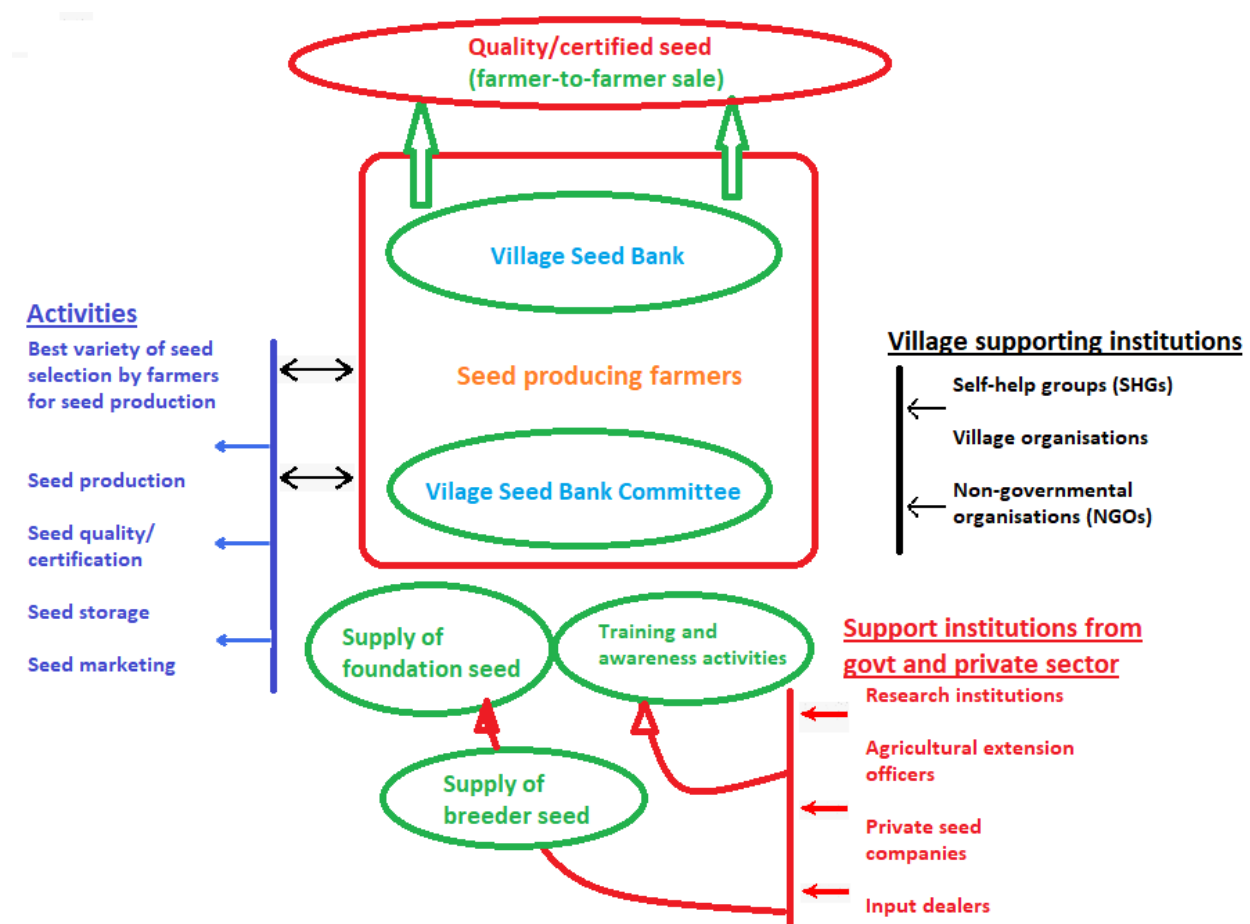 Quality/certified seed
(farmer-to-farmer sale)
Village Seed Bank
Seed producing farmers
Vilage Seed Bank Committee
Activities
Best variety of seed
selection by farmers
for seed production
Seed production
Seed quality/
certification
Seed storage
Seed marketing
Village supporting institutions
Self-help groups (SHGs)
Village organisations
Non-governmental
organisations (NGOs)
Supply of
foundation seed
Training and
awareness activities
Supply of
breeder seed
Support institutions from
govt and private sector
Research institutions
Agricultural extension
officers
Private seed
companies
Input dealers